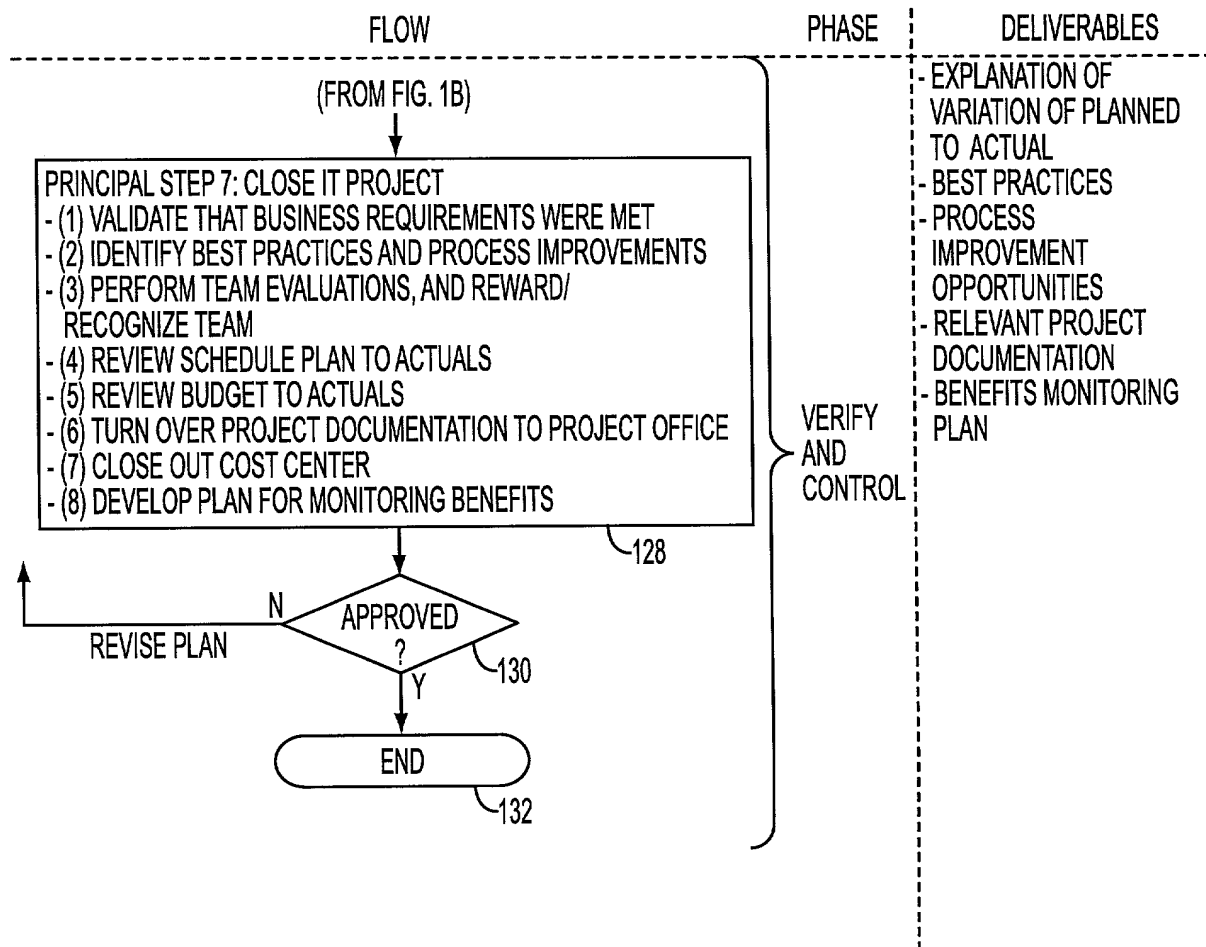 FLOW
PHASE
DELIVERABLES
(FROM FIG. 1B)
PRINCIPAL STEP 7: CLOSE IT PROJECT
- (1) VALIDATE THAT BUSINESS REQUIREMENTS WERE MET
- (2) IDENTIFY BEST PRACTICES AND PROCESS IMPROVEMENTS
- (3) PERFORM TEAM EVALUATIONS, AND REWARD/
RECOGNIZE TEAM
- (4) REVIEW SCHEDULE PLAN TO ACTUALS
- (5) REVIEW BUDGET TO ACTUALS
- (6) TURN OVER PROJECT DOCUMENTATION TO PROJECT OFFICE
- (7) CLOSE OUT COST CENTER
- (8) DEVELOP PLAN FOR MONITORING BENEFITS
128
N
REVISE PLAN
APPROVED
?
130
Y
END
132
VERIFY
AND
CONTROL
- EXPLANATION OF
VARIATION OF PLANNED
TO ACTUAL
- BEST PRACTICES
- PROCESS
IMPROVEMENT
OPPORTUNITIES
- RELEVANT PROJECT
DOCUMENTATION
- BENEFITS MONITORING
PLAN